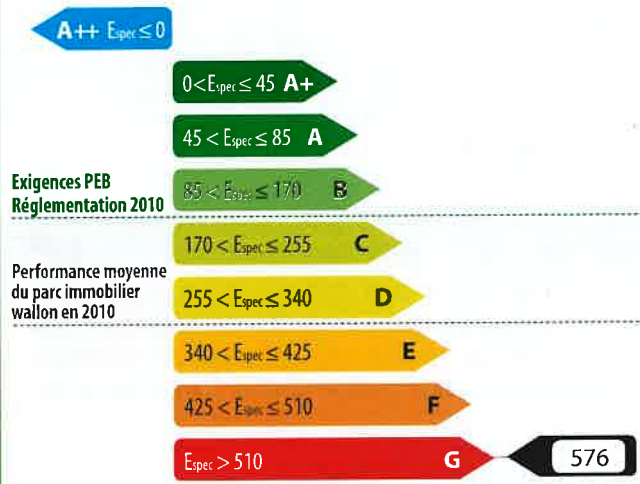 A++ Espec ≤ 0
0 < Espec ≤ 45 A+
45 < Espec ≤ 85 A
Exigences PEB
Réglementation 2010
85 < Espec ≤ 170 B
170 < Espec ≤ 255 C
Performance moyenne
du parc immobilier
wallon en 2010
255 < Espec ≤ 340 D
340 < Espec ≤ 425 E
425 < Espec ≤ 510 F
Espec > 510 G
576